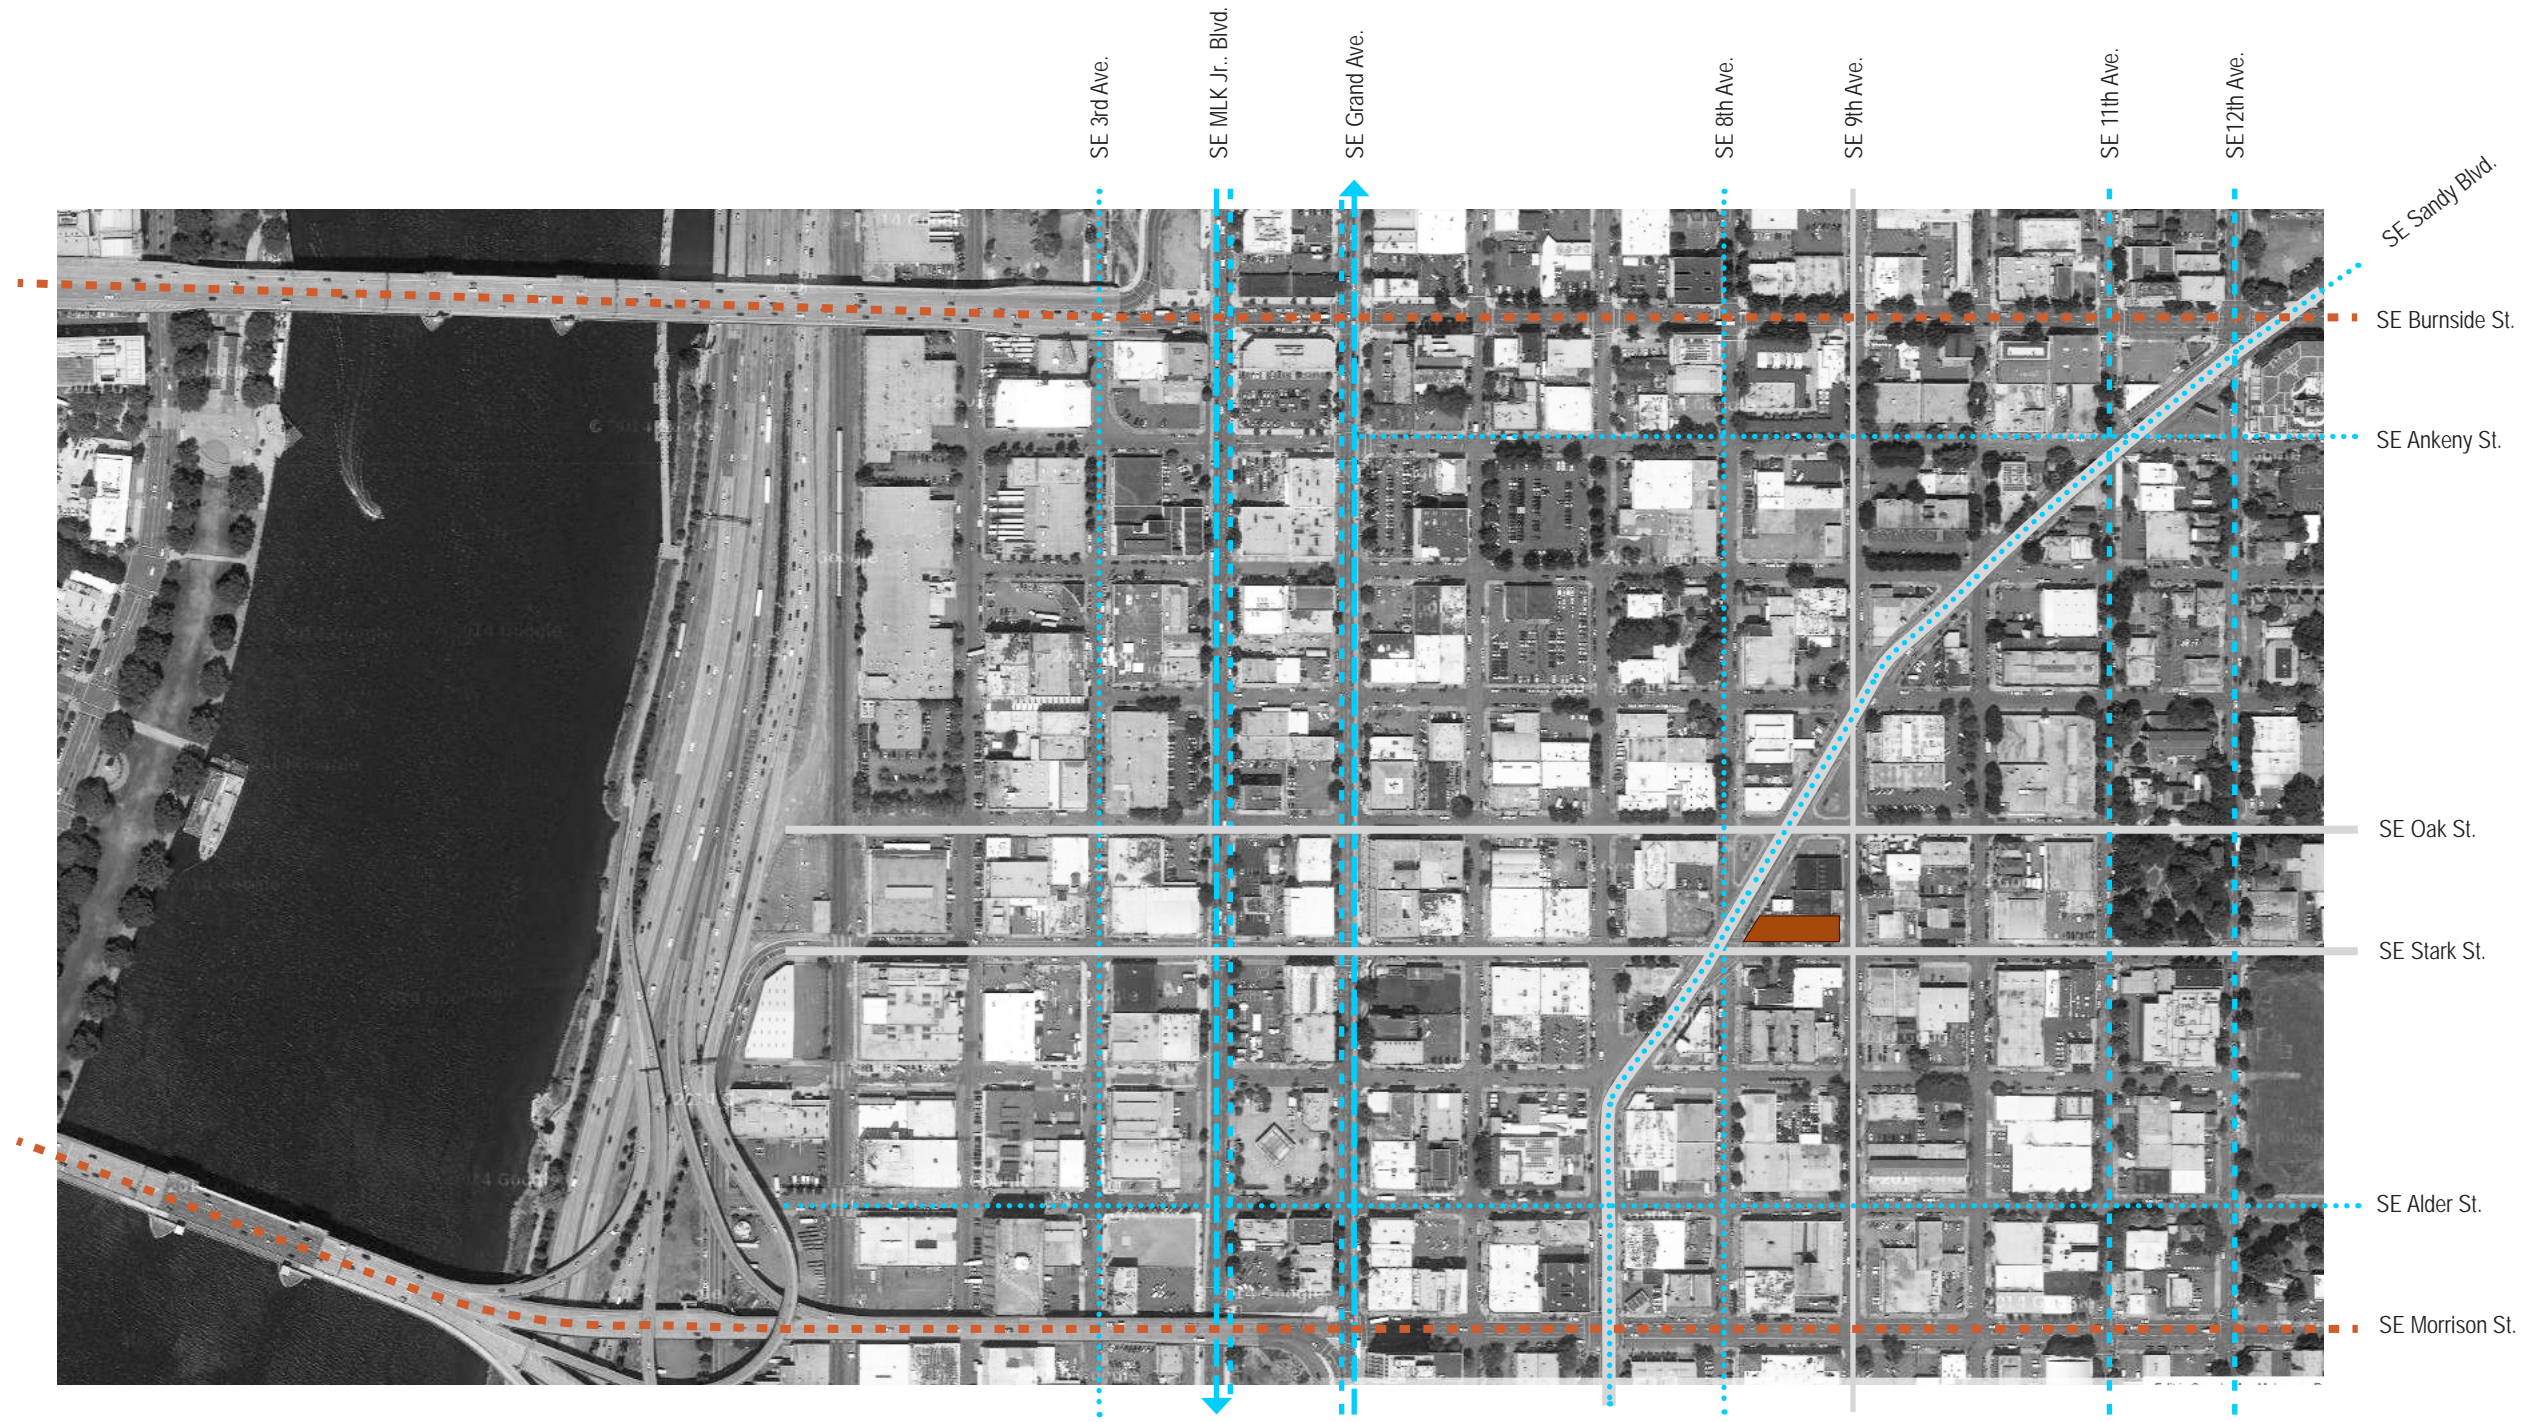 SE 3rd Ave.
SE MLK Jr.. Blvd.
SE Grand Ave.
SE 8th Ave.
SE 9th Ave.
SE 11th Ave.
SE12th Ave.
SE Sandy Blvd.
SE Burnside St.
SE Ankeny St.
SE Oak St.
SE Stark St.
SE Alder St.
SE Morrison St.